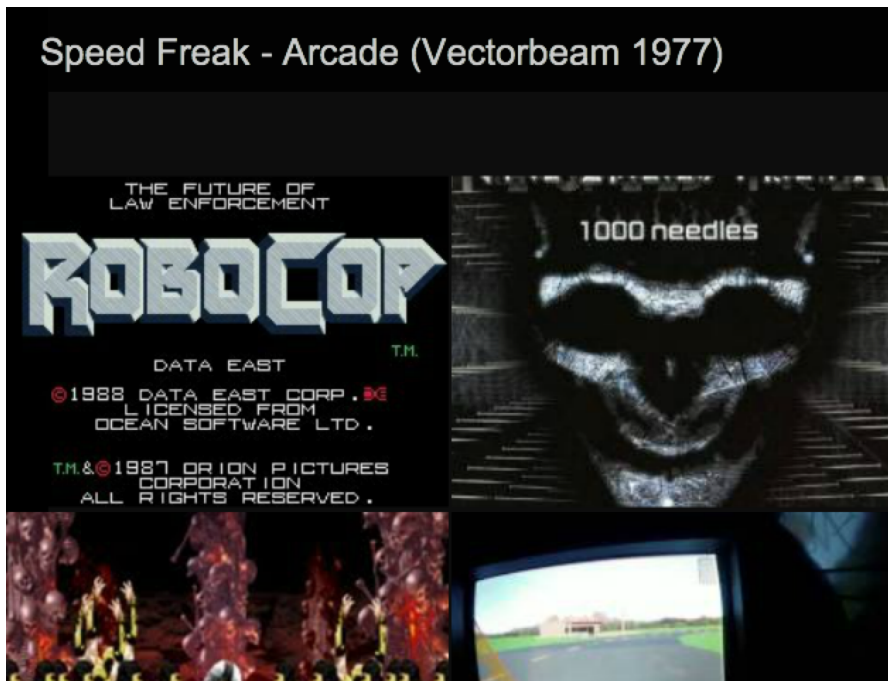 Speed Freak - Arcade (Vectorbeam 1977)
THE FUTURE OF
LAW ENFORCEMENT
ROBOCOP
T.M.
DATA EAST
©1988 DATA EAST CORP.
LICENSED FROM
OCEAN SOFTWARE LTD.
T.M.&©1987 ORION PICTURES
CORPORATION
ALL RIGHTS RESERVED.
1000 needles